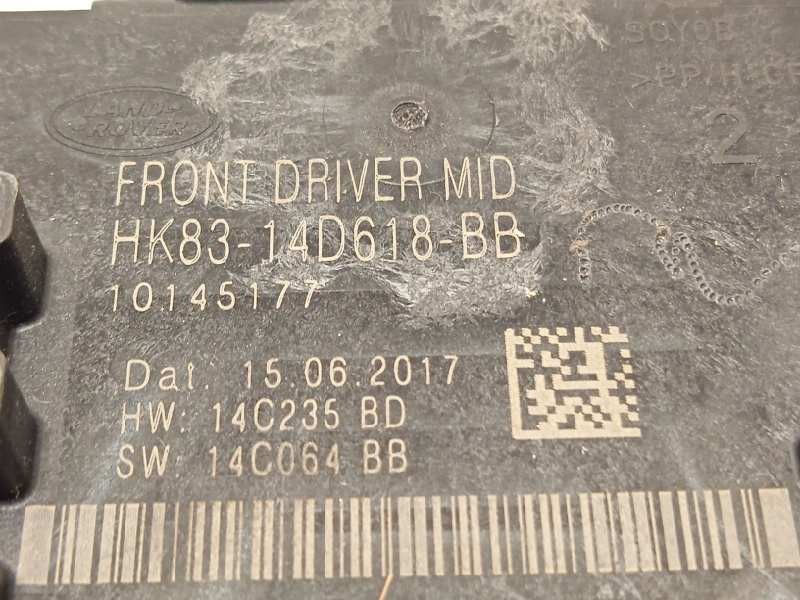 LAND-
ROVER
>PP/H-
2
FRONT DRIVER MID
HK83-14D618-BB
10145177
Dat. 15.06.2017
HW: 14C235 BD
SW: 14C064 BB